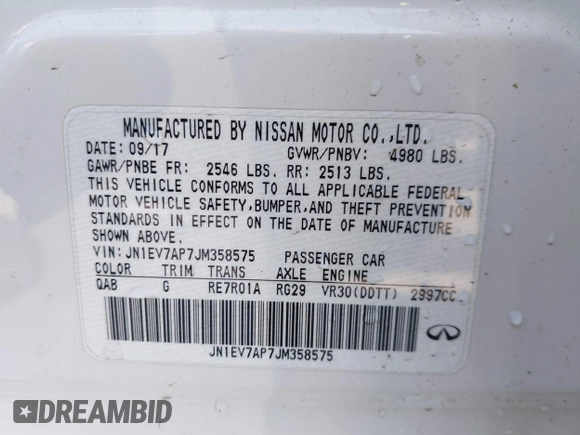 MANUFACTURED BY NISSAN MOTOR CO.,LTD.
DATE: 09/17 GVWR/PNBV: 4980 LBS.
GAWR/PNBE FR: 2546 LBS. RR: 2513 LBS.
THIS VEHICLE CONFORMS TO ALL APPLICABLE FEDERAL
MOTOR VEHICLE SAFETY,BUMPER,AND THEFT PREVENTION
STANDARDS IN EFFECT ON THE DATE OF MANUFACTURE
SHOWN ABOVE.
VIN: JN1EV7AP7JM358575 PASSENGER CAR
COLOR TRIM TRANS AXLE ENGINE
QAB G RE7R01A RG29 VR30(DDTT) 2997CC
JN1EV7AP7JM358575
DREAMBID